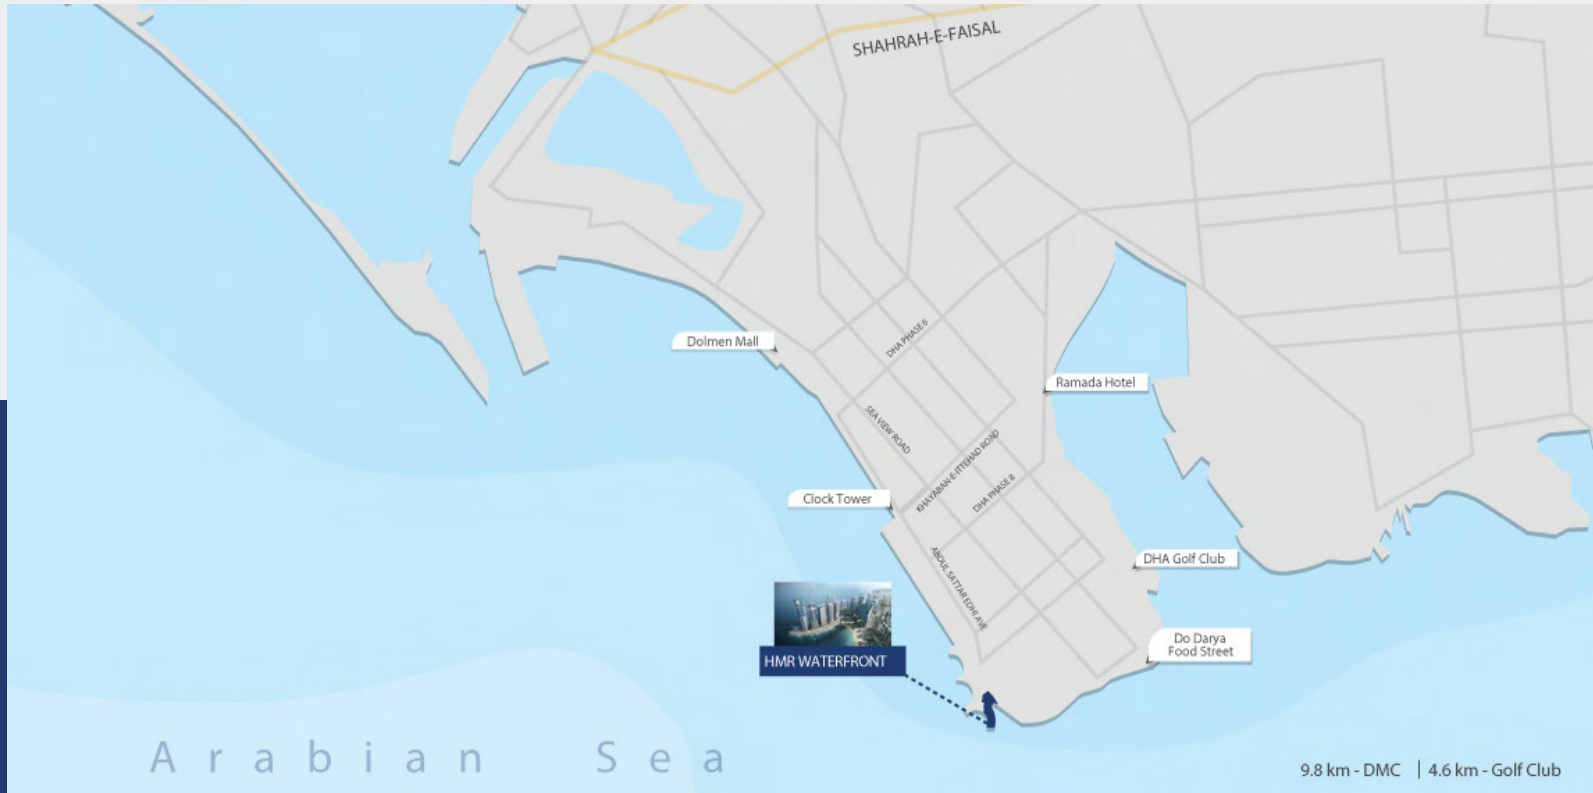 SHAHRAH-E-FAISAL
DHA PHASE 6
Dolmen Mall
Ramada Hotel
SEA VIEW ROAD
KHAYABAN-E-ITTEHAD ROAD
DHA PHASE 8
Clock Tower
ABDUL SATTAR EDHI AVE
DHA Golf Club
Do Darya
Food Street
HMR WATERFRONT
Arabian Sea
9.8 km - DMC | 4.6 km - Golf Club